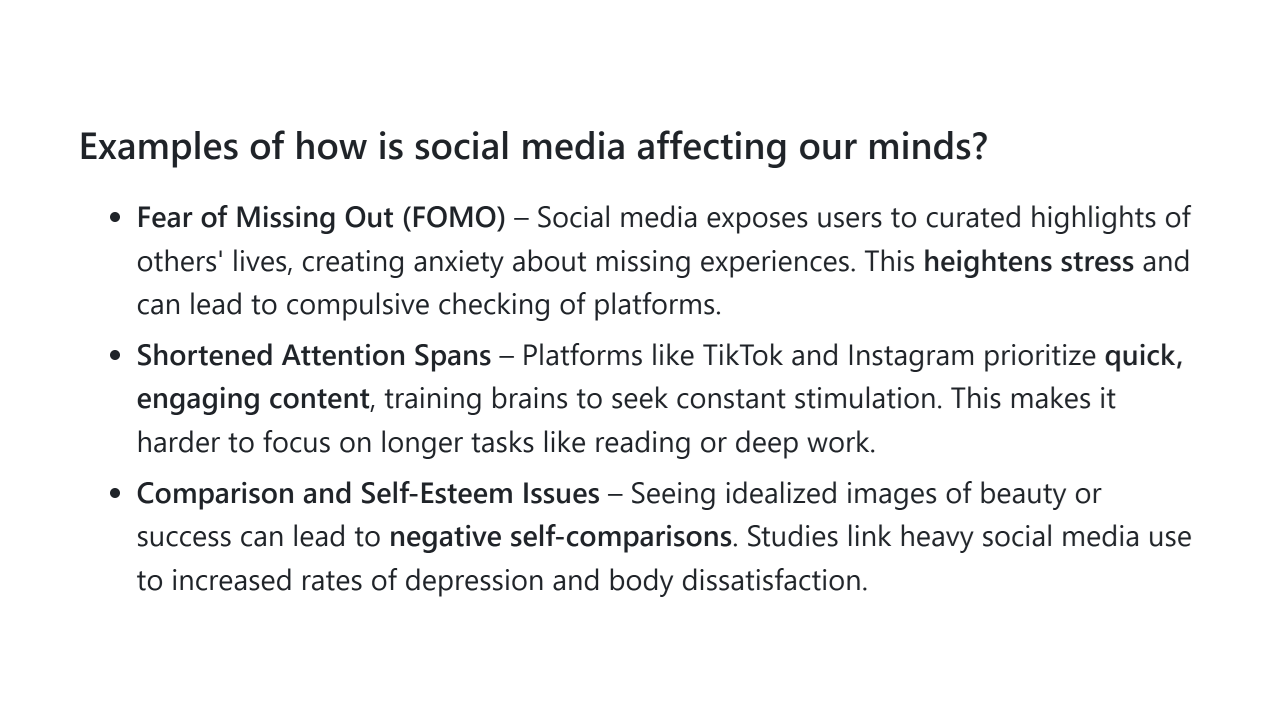 Examples of how is social media affecting our minds?
• Fear of Missing Out (FOMO) – Social media exposes users to curated highlights of
others' lives, creating anxiety about missing experiences. This heightens stress and
can lead to compulsive checking of platforms.
• Shortened Attention Spans – Platforms like TikTok and Instagram prioritize quick,
engaging content, training brains to seek constant stimulation. This makes it
harder to focus on longer tasks like reading or deep work.
• Comparison and Self-Esteem Issues – Seeing idealized images of beauty or
success can lead to negative self-comparisons. Studies link heavy social media use
to increased rates of depression and body dissatisfaction.